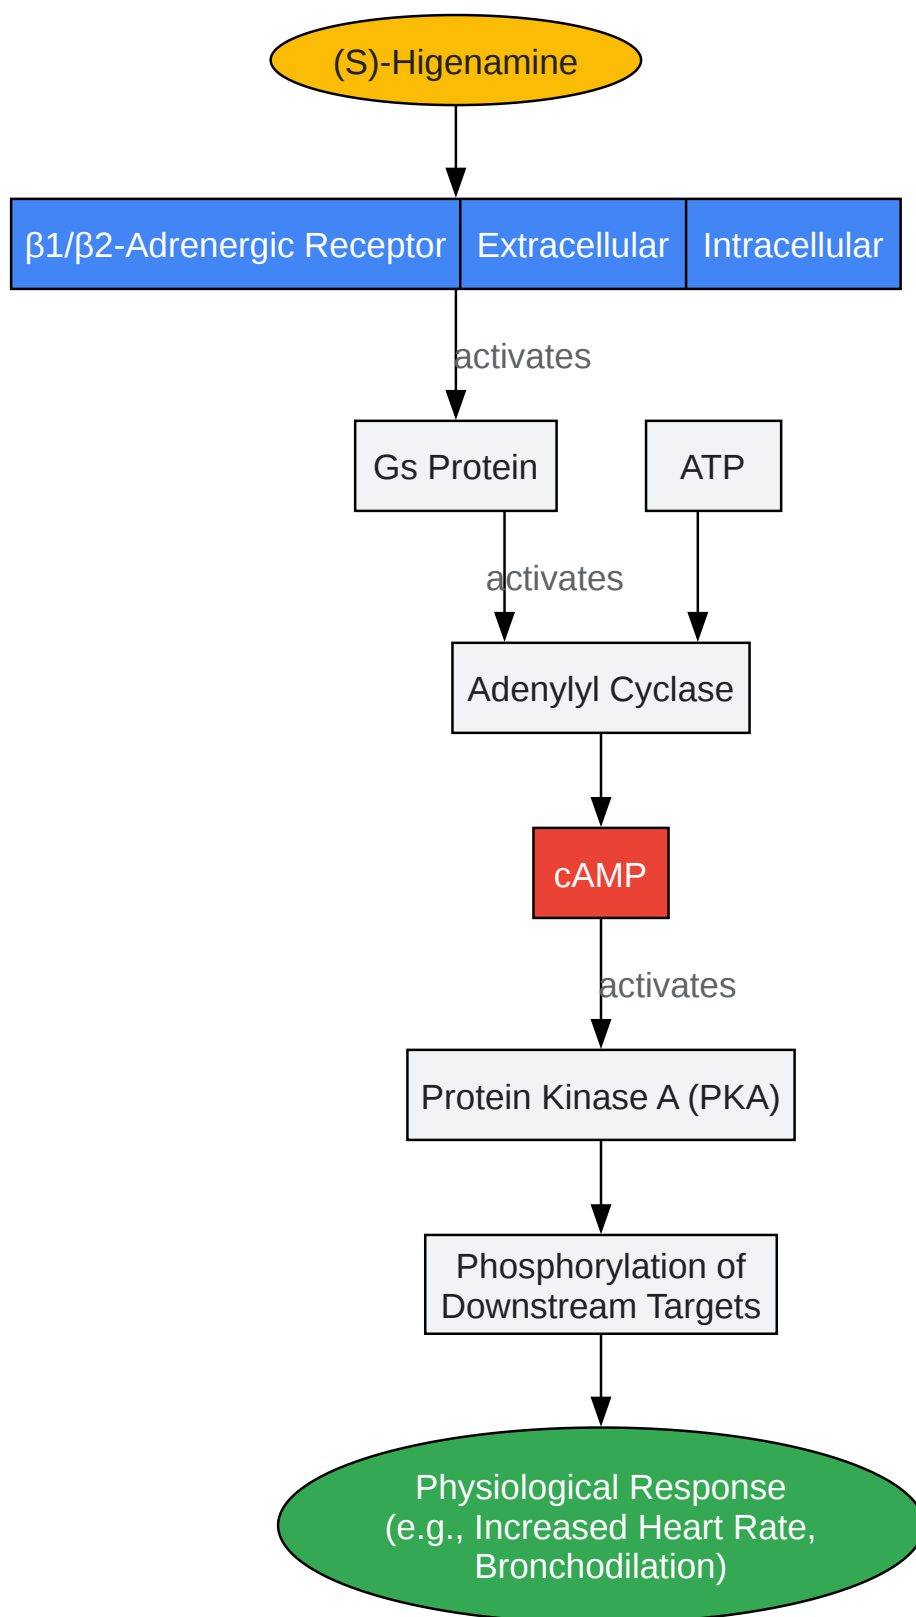 (S)-Higenamine
β1/β2-Adrenergic Receptor Extracellular Intracellular
activates
Gs Protein ATP
activates
Adenylyl Cyclase
cAMP
activates
Protein Kinase A (PKA)
Phosphorylation of
Downstream Targets
Physiological Response
(e.g., Increased Heart Rate,
Bronchodilation)